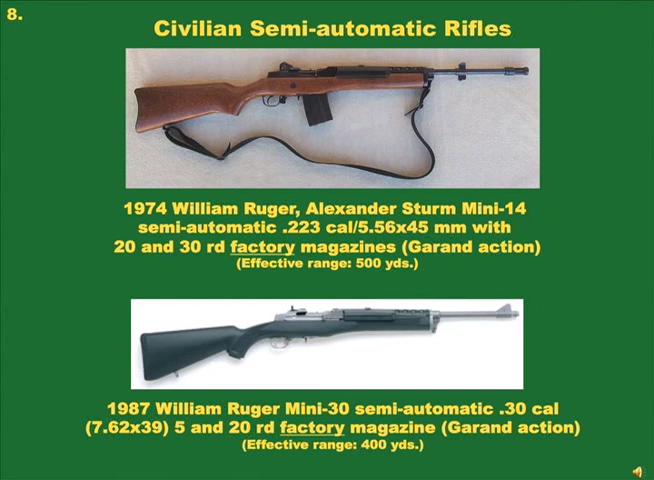 8.
Civilian Semi-automatic Rifles
1974 William Ruger, Alexander Sturm Mini-14
semi-automatic .223 cal/5.56x45 mm with
20 and 30 rd factory magazines (Garand action)
(Effective range: 500 yds.)
1987 William Ruger Mini-30 semi-automatic .30 cal
(7.62x39) 5 and 20 rd factory magazine (Garand action)
(Effective range: 400 yds.)